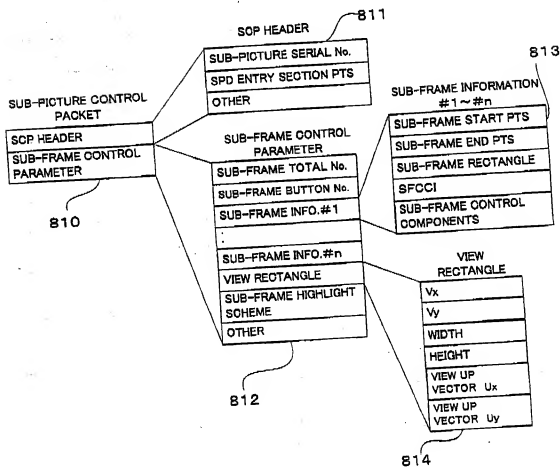 SUB-PICTURE CONTROL
PACKET
SCP HEADER
SUB-FRAME CONTROL
PARAMETER
810
SCP HEADER
811
SUB-PICTURE SERIAL No.
SPD ENTRY SECTION PTS
OTHER
SUB-FRAME CONTROL
PARAMETER
SUB-FRAME TOTAL No.
SUB-FRAME BUTTON No.
SUB-FRAME INFO.#1
:
SUB-FRAME INFO.#n
VIEW RECTANGLE
SUB-FRAME HIGHLIGHT
SCHEME
OTHER
812
813
SUB-FRAME INFORMATION
#1~#n
SUB-FRAME START PTS
SUB-FRAME END PTS
SUB-FRAME RECTANGLE
SFCCI
SUB-FRAME CONTROL
COMPONENTS
VIEW
RECTANGLE
Vx
Vy
WIDTH
HEIGHT
VIEW UP
VECTOR Ux
VIEW UP
VECTOR Uy
814